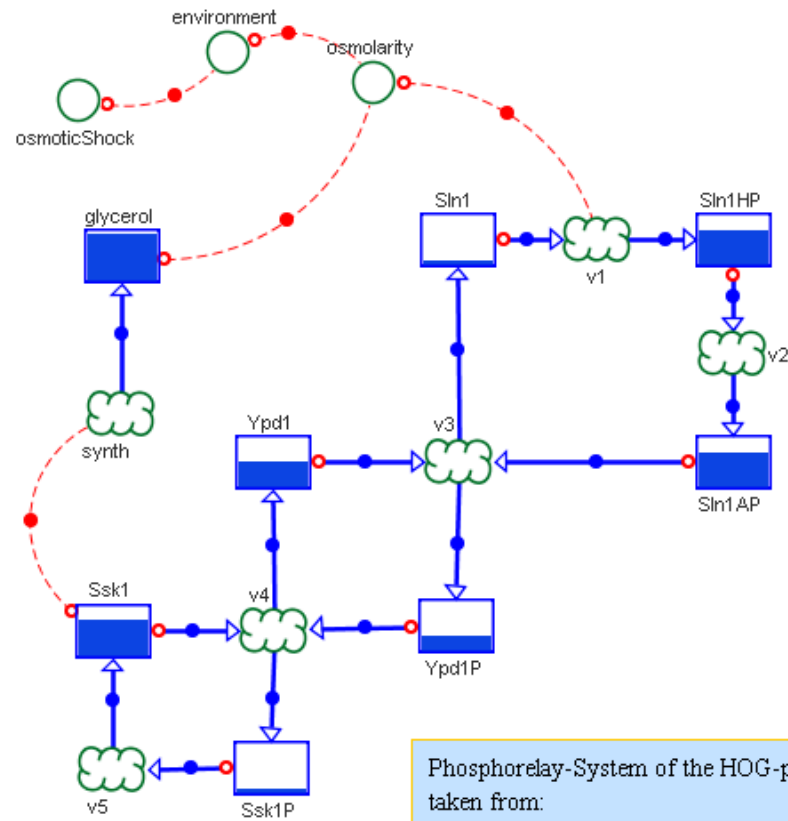 environment
osmolarity
osmoticShock
glycerol
Sln1
Sln1HP
v1
v2
synth
Ypd1
v3
Sln1AP
Ssk1
v4
Ypd1P
v5
Ssk1P
Phosphorelay-System of the HOG-p
taken from: